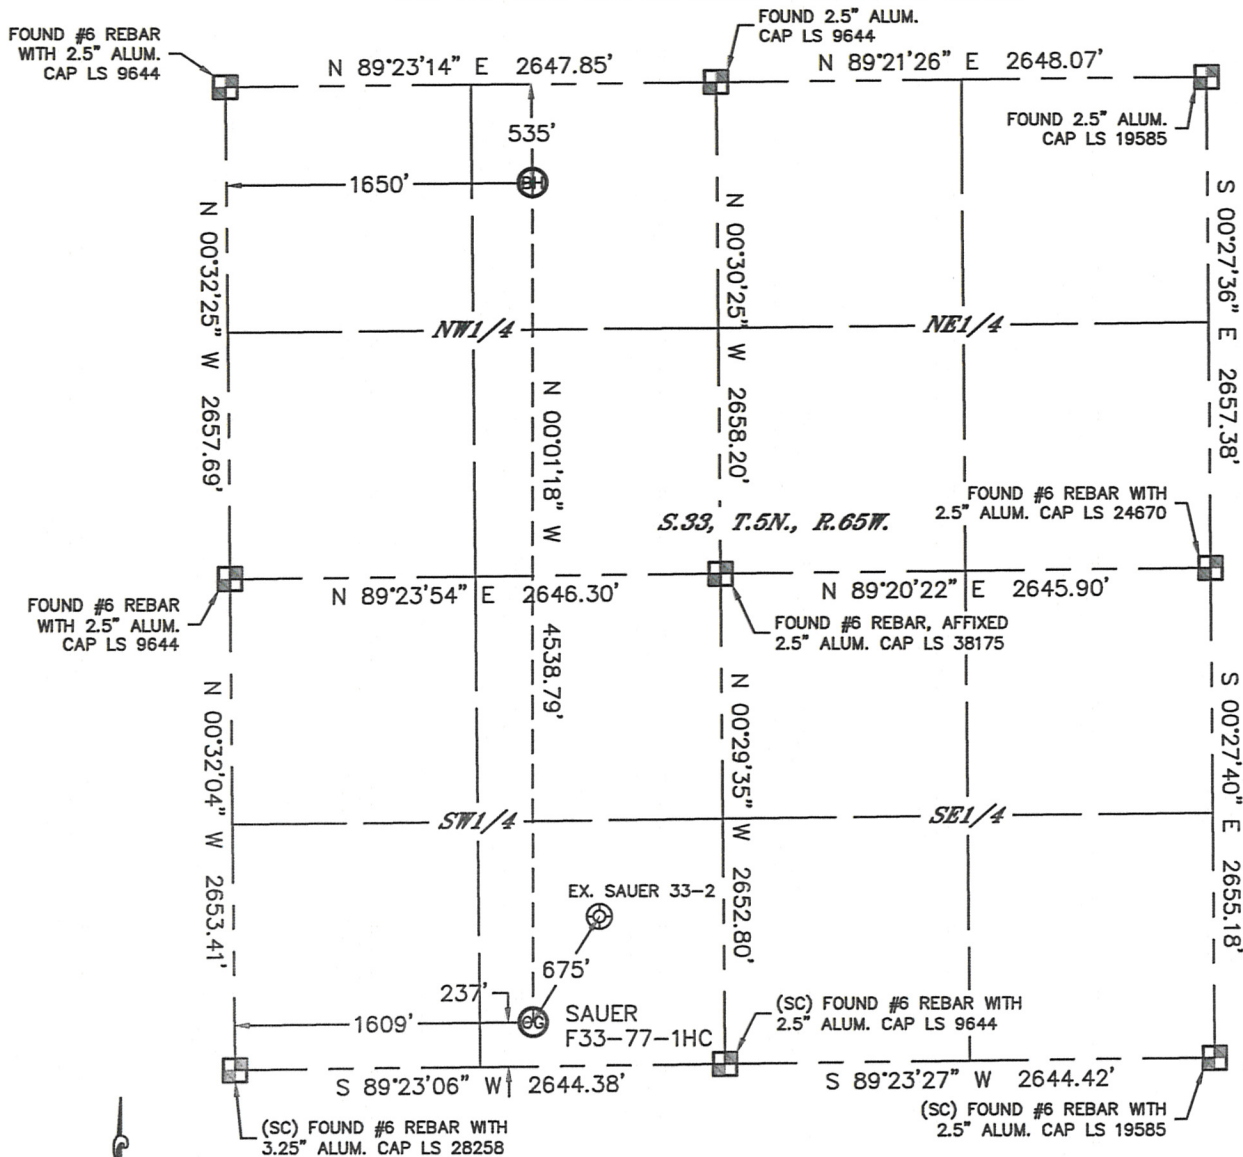 FOUND #6 REBAR
WITH 2.5" ALUM.
CAP LS 9644
N 89°23'14" E 2647.85'
FOUND 2.5" ALUM.
CAP LS 9644
N 89°21'26" E 2648.07'
FOUND 2.5" ALUM.
CAP LS 19585
535'
1650'
BH
N 00°32'25" W 2657.69'
N 00°30'25" W 2658.20'
S 00°27'36" E 2657.38'
NW1/4
NE1/4
N 00°01'18" W 4538.79'
S.33, T.5N., R.65W.
FOUND #6 REBAR WITH
2.5" ALUM. CAP LS 24670
N 89°23'54" E 2646.30'
N 89°20'22" E 2645.90'
FOUND #6 REBAR
WITH 2.5" ALUM.
CAP LS 9644
FOUND #6 REBAR, AFFIXED
2.5" ALUM. CAP LS 38175
N 00°32'04" W 2653.41'
N 00°29'35" W 2652.80'
S 00°27'40" E 2655.18'
SW1/4
SE1/4
EX. SAUER 33-2
675'
237'
1609'
OG
SAUER
F33-77-1HC
(SC) FOUND #6 REBAR WITH
2.5" ALUM. CAP LS 9644
S 89°23'06" W 2644.38'
S 89°23'27" W 2644.42'
(SC) FOUND #6 REBAR WITH
3.25" ALUM. CAP LS 28258
(SC) FOUND #6 REBAR WITH
2.5" ALUM. CAP LS 19585